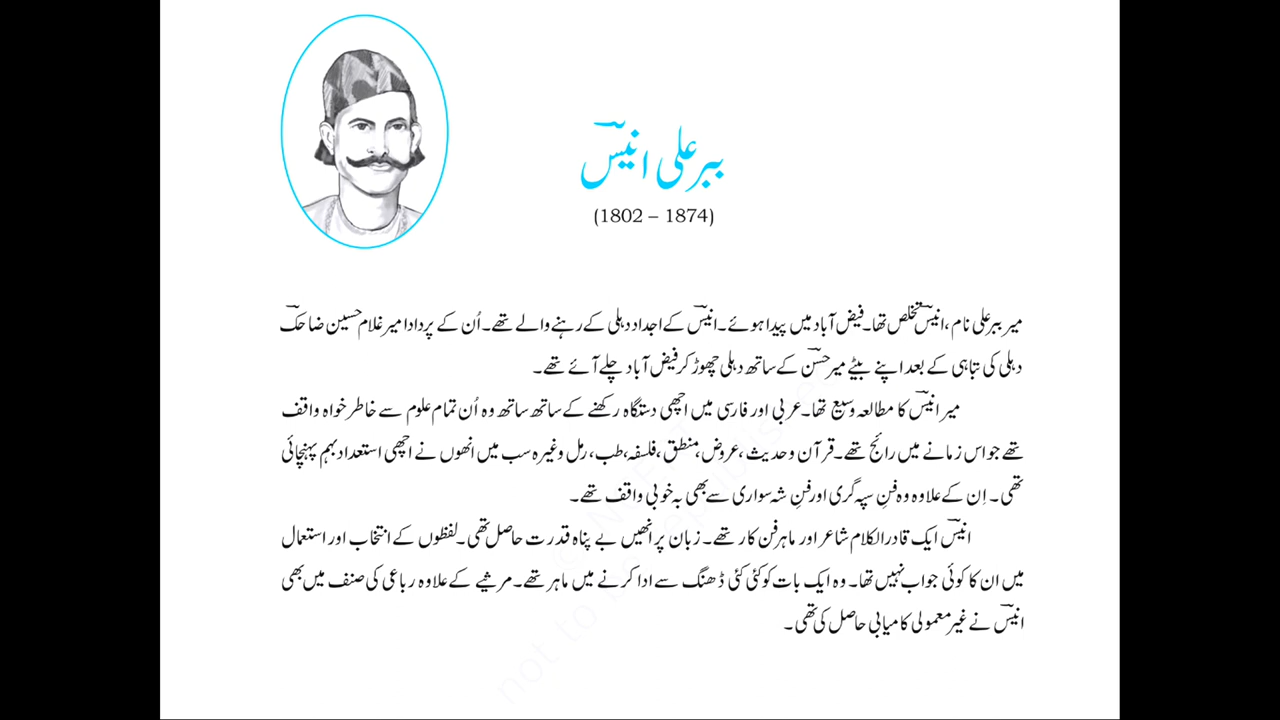 ببر علی انیسؔ
(1802 – 1874)
میر ببر علی نام، انیسؔ تخلص تھا۔ فیض آباد میں پیدا ہوئے۔ انیسؔ کے اجداد دہلی کے رہنے والے تھے۔ اُن کے پردادا میر غلام حسین ضاحکؔ
دہلی کی تباہی کے بعد اپنے بیٹے میر حسنؔ کے ساتھ دہلی چھوڑ کر فیض آباد چلے آئے تھے۔
میر انیسؔ کا مطالعہ وسیع تھا۔ عربی اور فارسی میں اچھی دستگاہ رکھنے کے ساتھ ساتھ وہ اُن تمام علوم سے خاطر خواہ واقف
تھے جو اس زمانے میں رائج تھے۔ قرآن و حدیث، عروض، منطق، فلسفہ، طب، رمل وغیرہ سب میں انھوں نے اچھی استعداد بہم پہنچائی
تھی۔ اِن کے علاوہ وہ فنِ سپہ گری اور فنِ شہ سواری سے بھی بہ خوبی واقف تھے۔
انیسؔ ایک قادرالکلام شاعر اور ماہر فن کار تھے۔ زبان پر انھیں بے پناہ قدرت حاصل تھی۔ لفظوں کے انتخاب اور استعمال
میں ان کا کوئی جواب نہیں تھا۔ وہ ایک بات کو کئی کئی ڈھنگ سے ادا کرنے میں ماہر تھے۔ مرثیے کے علاوہ رباعی کی صنف میں بھی
انیسؔ نے غیر معمولی کامیابی حاصل کی تھی۔
not to be republis